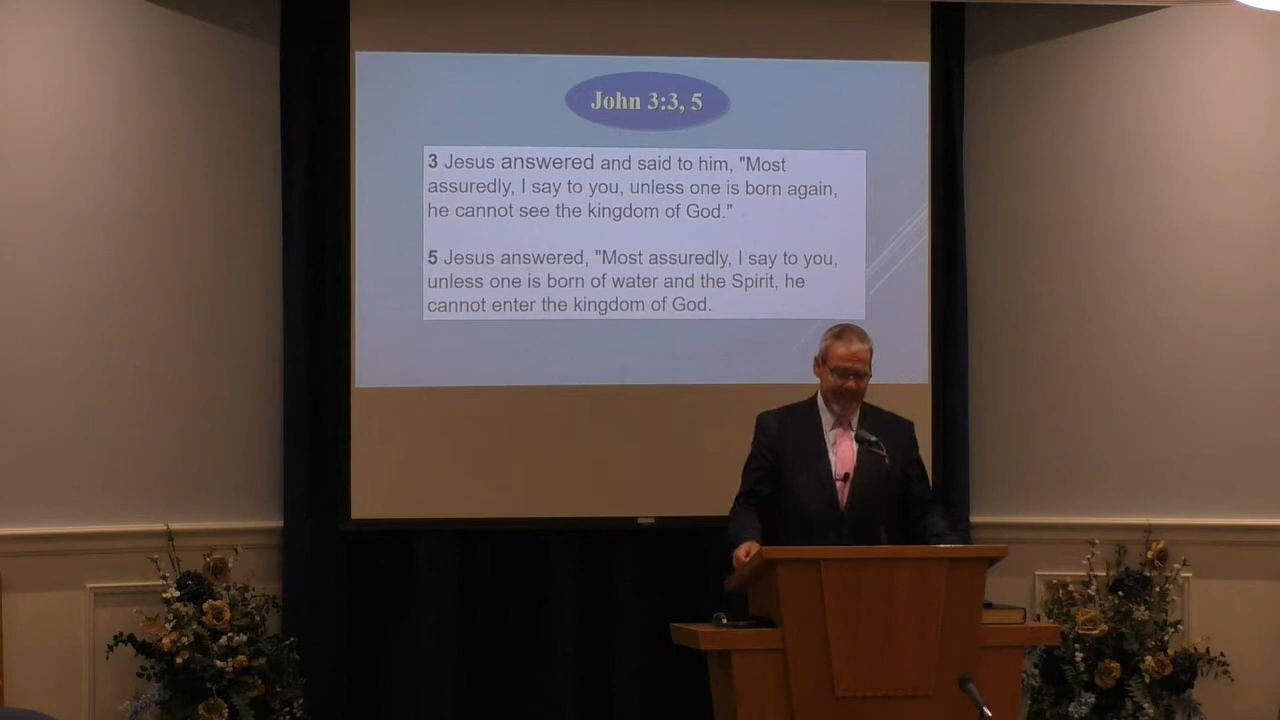 John 3:3, 5
3 Jesus answered and said to him, "Most
assuredly, I say to you, unless one is born again,
he cannot see the kingdom of God."
5 Jesus answered, "Most assuredly, I say to you,
unless one is born of water and the Spirit, he
cannot enter the kingdom of God.